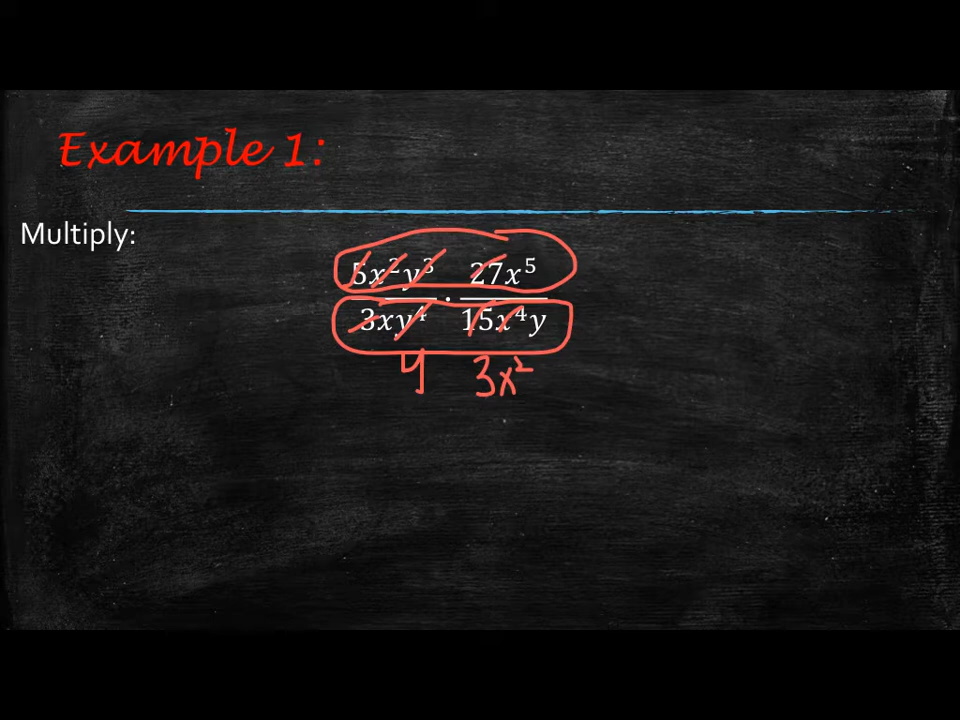 Example 1:
Multiply:
5x²y³/3xy⁴ · 27x⁵/15x⁴y
y 3x²